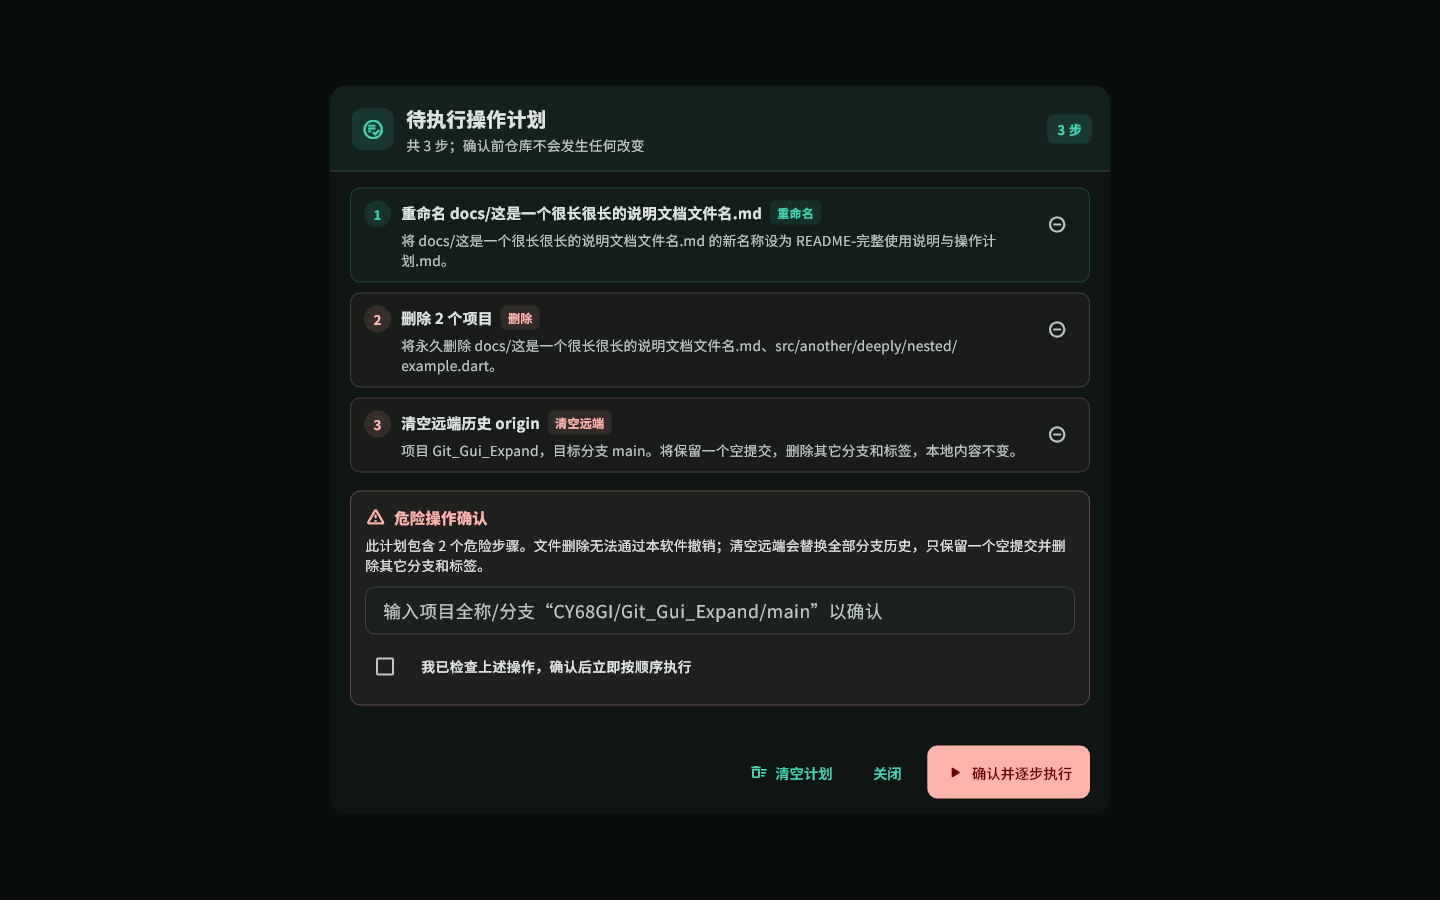 待执行操作计划
共 3 步；确认前仓库不会发生任何改变
3 步
1
重命名 docs/这是一个很长很长的说明文档文件名.md
重命名
将 docs/这是一个很长很长的说明文档文件名.md 的新名称设为 README-完整使用说明与操作计
划.md。
2
删除 2 个项目
删除
将永久删除 docs/这是一个很长很长的说明文档文件名.md、src/another/deeply/nested/
example.dart。
3
清空远端历史 origin
清空远端
项目 Git_Gui_Expand，目标分支 main。将保留一个空提交，删除其它分支和标签，本地内容不变。
危险操作确认
此计划包含 2 个危险步骤。文件删除无法通过本软件撤销；清空远端会替换全部分支历史，只保留一个空提交并删
除其它分支和标签。
输入项目全称/分支“CY68GI/Git_Gui_Expand/main”以确认
我已检查上述操作，确认后立即按顺序执行
清空计划
关闭
确认并逐步执行